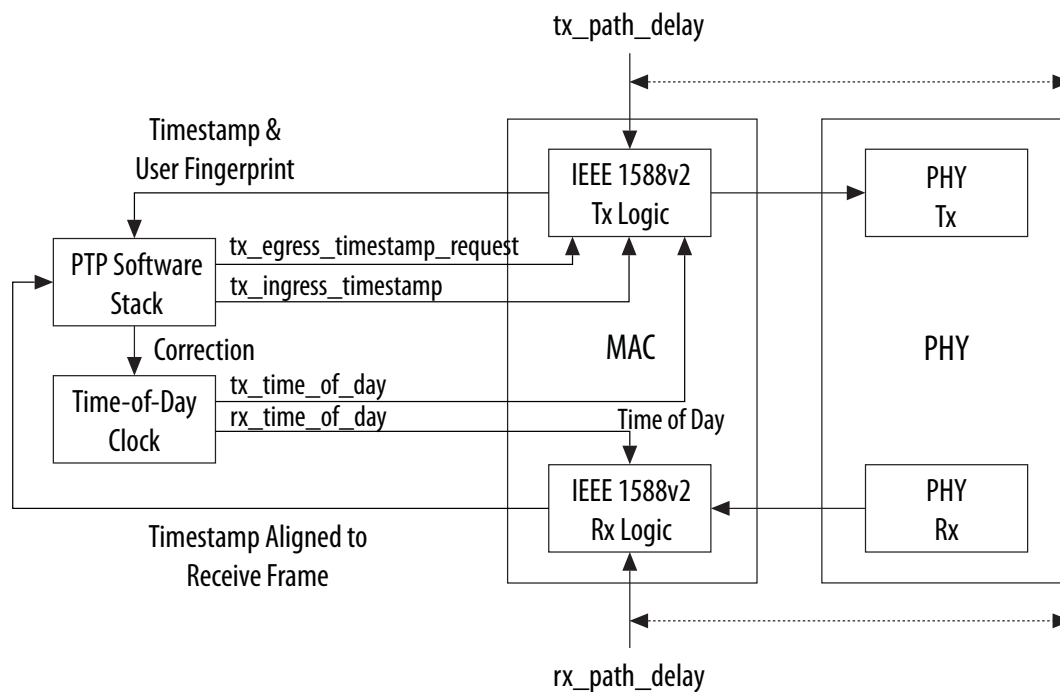 tx_path_delay
Timestamp &
User Fingerprint
IEEE 1588v2
Tx Logic
PHY
Tx
tx_egress_timestamp_request
PTP Software
Stack
tx_ingress_timestamp
Correction
MAC
PHY
tx_time_of_day
Time-of-Day
Clock
rx_time_of_day
Time of Day
IEEE 1588v2
Rx Logic
PHY
Rx
Timestamp Aligned to
Receive Frame
rx_path_delay